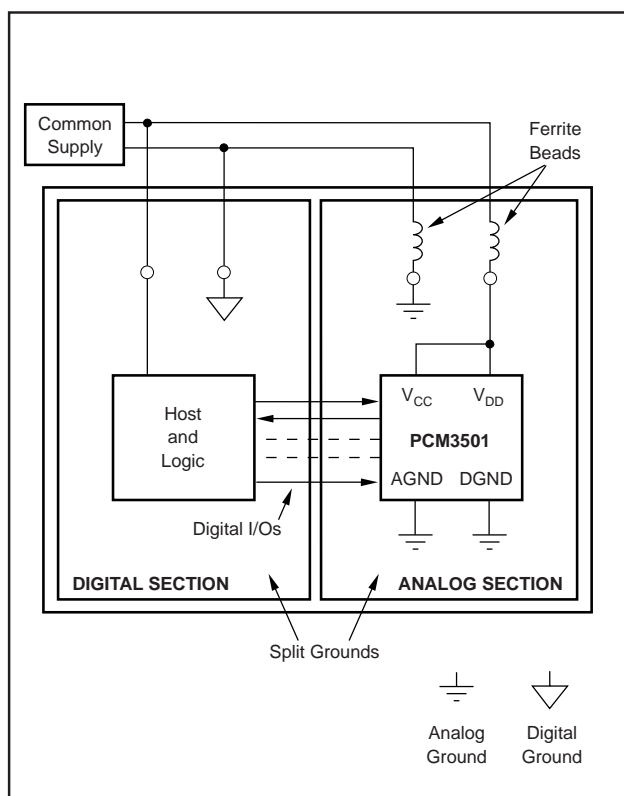 Common
Supply
Ferrite
Beads
Host
and
Logic
VCC VDD
PCM3501
AGND DGND
Digital I/Os
DIGITAL SECTION
ANALOG SECTION
Split Grounds
Analog
Ground
Digital
Ground